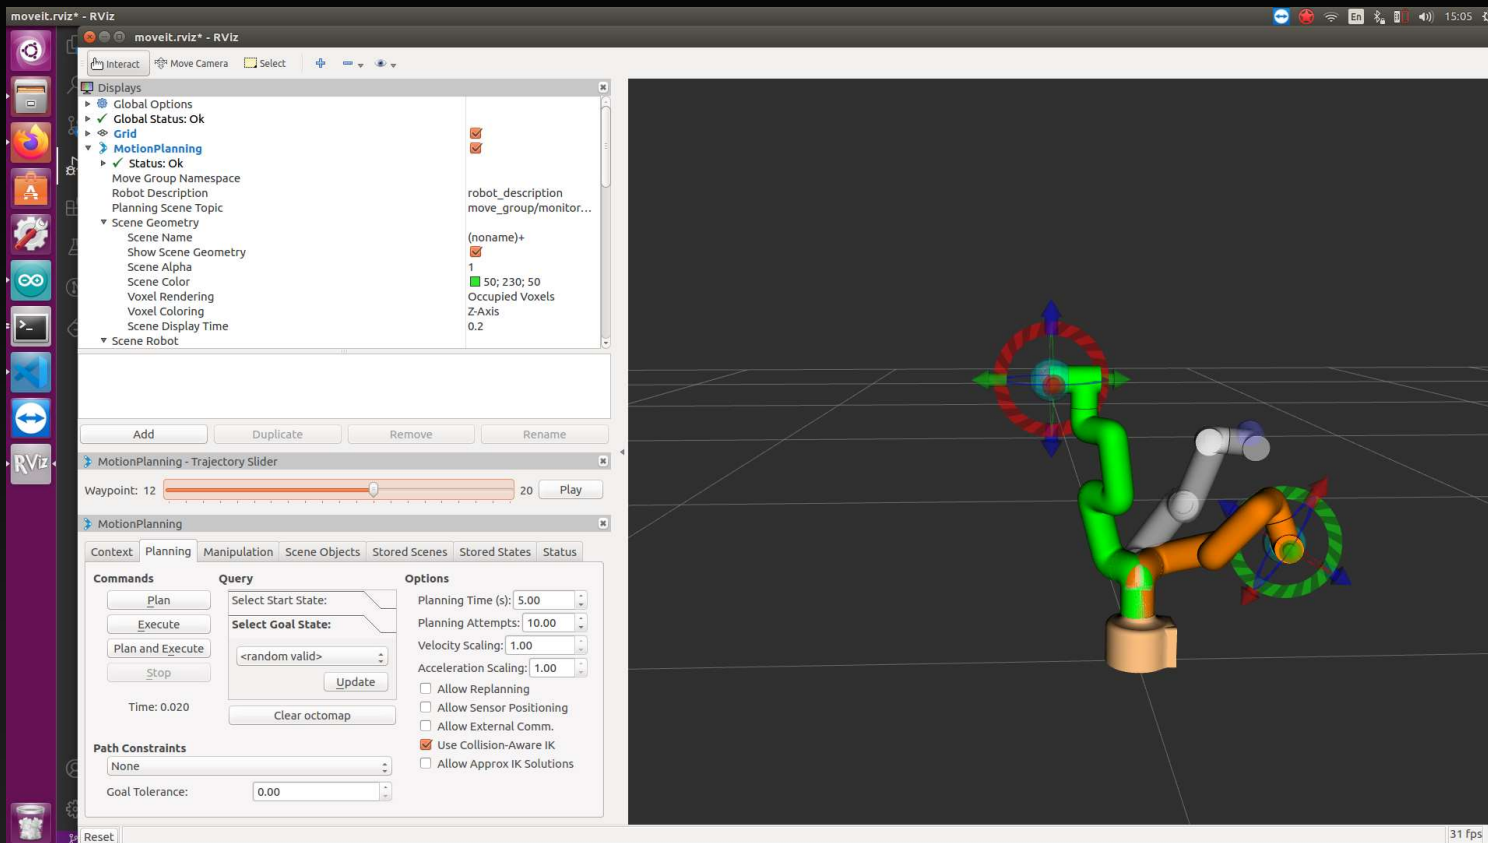 moveit.rviz* - RViz
En
15:05
moveit.rviz* - RViz
Interact Move Camera Select
Displays
Global Options
Global Status: Ok
Grid
MotionPlanning
Status: Ok
Move Group Namespace
Robot Description robot_description
Planning Scene Topic move_group/monitor...
Scene Geometry
Scene Name (noname)+
Show Scene Geometry
Scene Alpha 1
Scene Color 50; 230; 50
Voxel Rendering Occupied Voxels
Voxel Coloring Z-Axis
Scene Display Time 0.2
Scene Robot
Add Duplicate Remove Rename
MotionPlanning - Trajectory Slider
Waypoint: 12 20 Play
MotionPlanning
Context Planning Manipulation Scene Objects Stored Scenes Stored States Status
Commands Query Options
Plan Select Start State: Planning Time (s): 5.00
Execute Select Goal State: Planning Attempts: 10.00
Plan and Execute <random valid> Velocity Scaling: 1.00
Stop Update Acceleration Scaling: 1.00
Allow Replanning
Time: 0.020 Clear octomap Allow Sensor Positioning
Allow External Comm.
Path Constraints Use Collision-Aware IK
None Allow Approx IK Solutions
Goal Tolerance: 0.00
Reset 31 fps
RViz